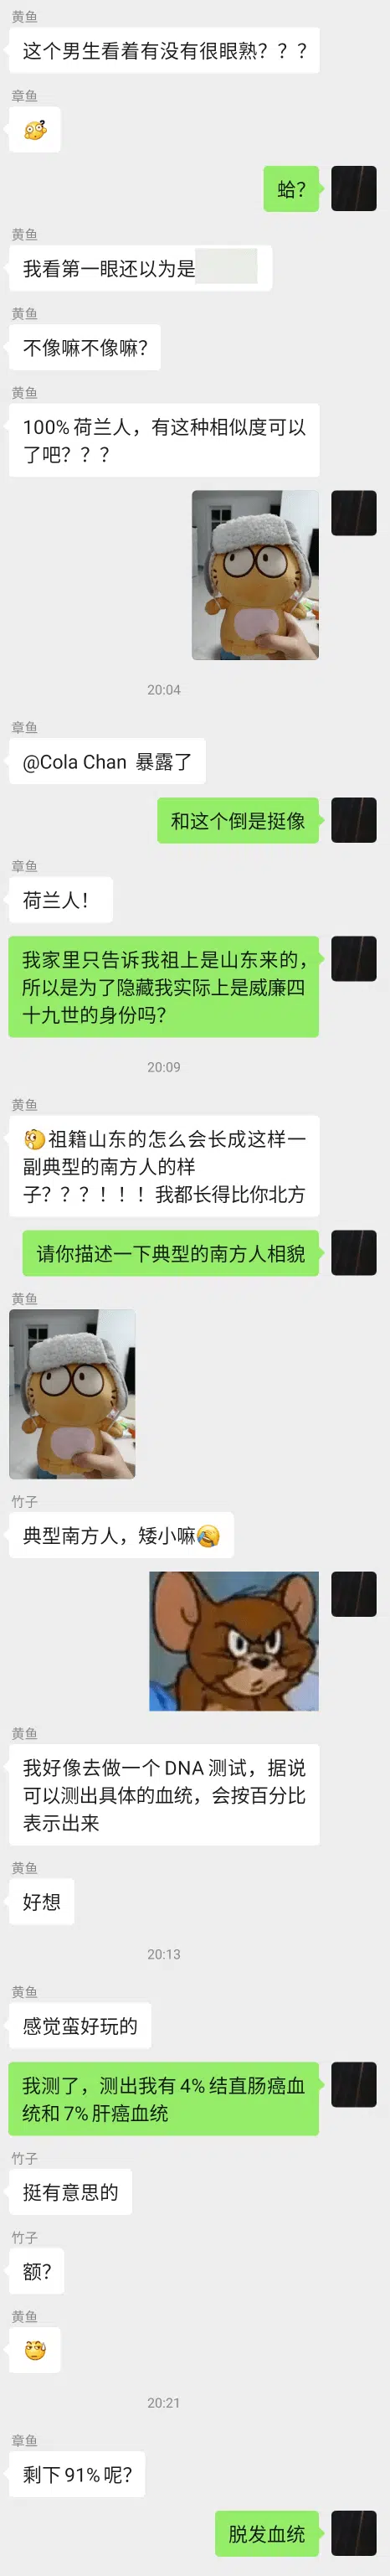 黄鱼
这个男生看着有没有很眼熟？？？
章鱼
蛤？
黄鱼
我看第一眼还以为是
黄鱼
不像嘛不像嘛？
黄鱼
100% 荷兰人，有这种相似度可以
了吧？？？
20:04
章鱼
@Cola Chan 暴露了
和这个倒是挺像
章鱼
荷兰人！
我家里只告诉我祖上是山东来的，
所以是为了隐藏我实际上是威廉四
十九世的身份吗？
20:09
黄鱼
祖籍山东的怎么会长成这样一
副典型的南方人的样
子？？？！！！我都长得比你北方
请你描述一下典型的南方人相貌
黄鱼
竹子
典型南方人，矮小嘛
黄鱼
我好像去做一个 DNA 测试，据说
可以测出具体的血统，会按百分比
表示出来
黄鱼
好想
20:13
黄鱼
感觉蛮好玩的
我测了，测出我有 4% 结直肠癌血
统和 7% 肝癌血统
竹子
挺有意思的
竹子
额？
黄鱼
20:21
章鱼
剩下 91% 呢？
脱发血统